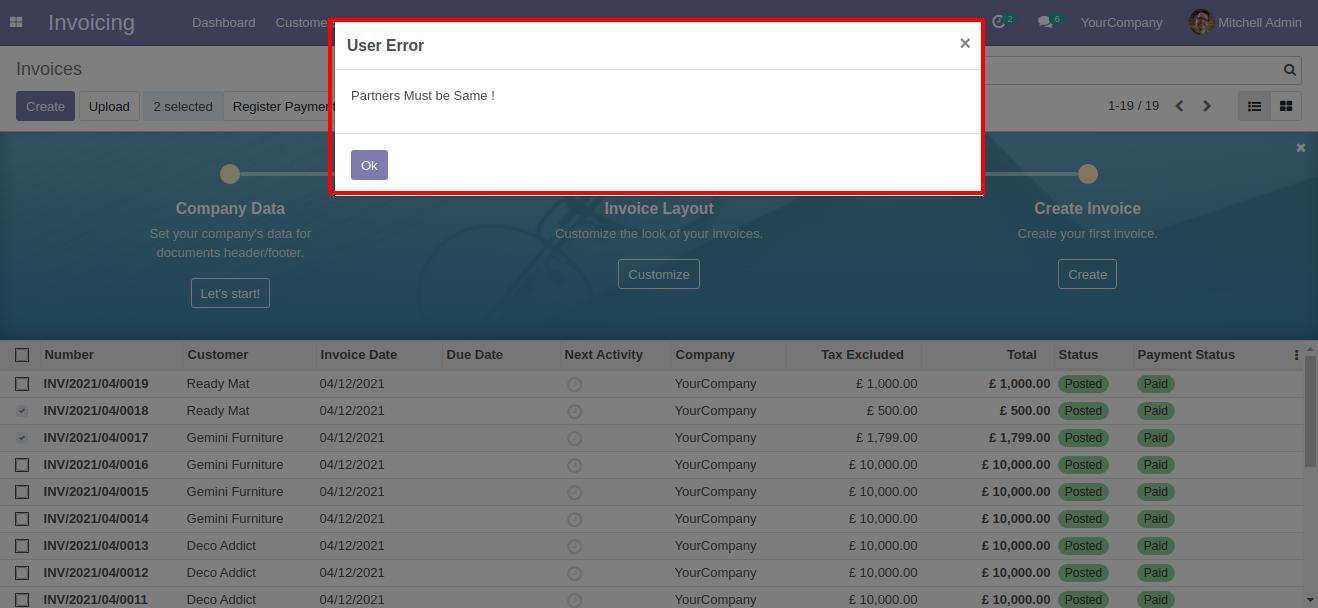 Invoicing Dashboard Custome 2 6 YourCompany Mitchell Admin
User Error ×
Invoices
Partners Must be Same !
Create Upload 2 selected Register Paymen 1-19 / 19
Ok
Company Data Invoice Layout Create Invoice
Set your company's data for Customize the look of your invoices. Create your first invoice.
documents header/footer.
Let's start! Customize Create
Number Customer Invoice Date Due Date Next Activity Company Tax Excluded Total Status Payment Status
INV/2021/04/0019 Ready Mat 04/12/2021 YourCompany £ 1,000.00 £ 1,000.00 Posted Paid
INV/2021/04/0018 Ready Mat 04/12/2021 YourCompany £ 500.00 £ 500.00 Posted Paid
INV/2021/04/0017 Gemini Furniture 04/12/2021 YourCompany £ 1,799.00 £ 1,799.00 Posted Paid
INV/2021/04/0016 Gemini Furniture 04/12/2021 YourCompany £ 10,000.00 £ 10,000.00 Posted Paid
INV/2021/04/0015 Gemini Furniture 04/12/2021 YourCompany £ 10,000.00 £ 10,000.00 Posted Paid
INV/2021/04/0014 Gemini Furniture 04/12/2021 YourCompany £ 10,000.00 £ 10,000.00 Posted Paid
INV/2021/04/0013 Deco Addict 04/12/2021 YourCompany £ 10,000.00 £ 10,000.00 Posted Paid
INV/2021/04/0012 Deco Addict 04/12/2021 YourCompany £ 10,000.00 £ 10,000.00 Posted Paid
INV/2021/04/0011 Deco Addict 04/12/2021 YourCompany £ 10,000.00 £ 10,000.00 Posted Paid